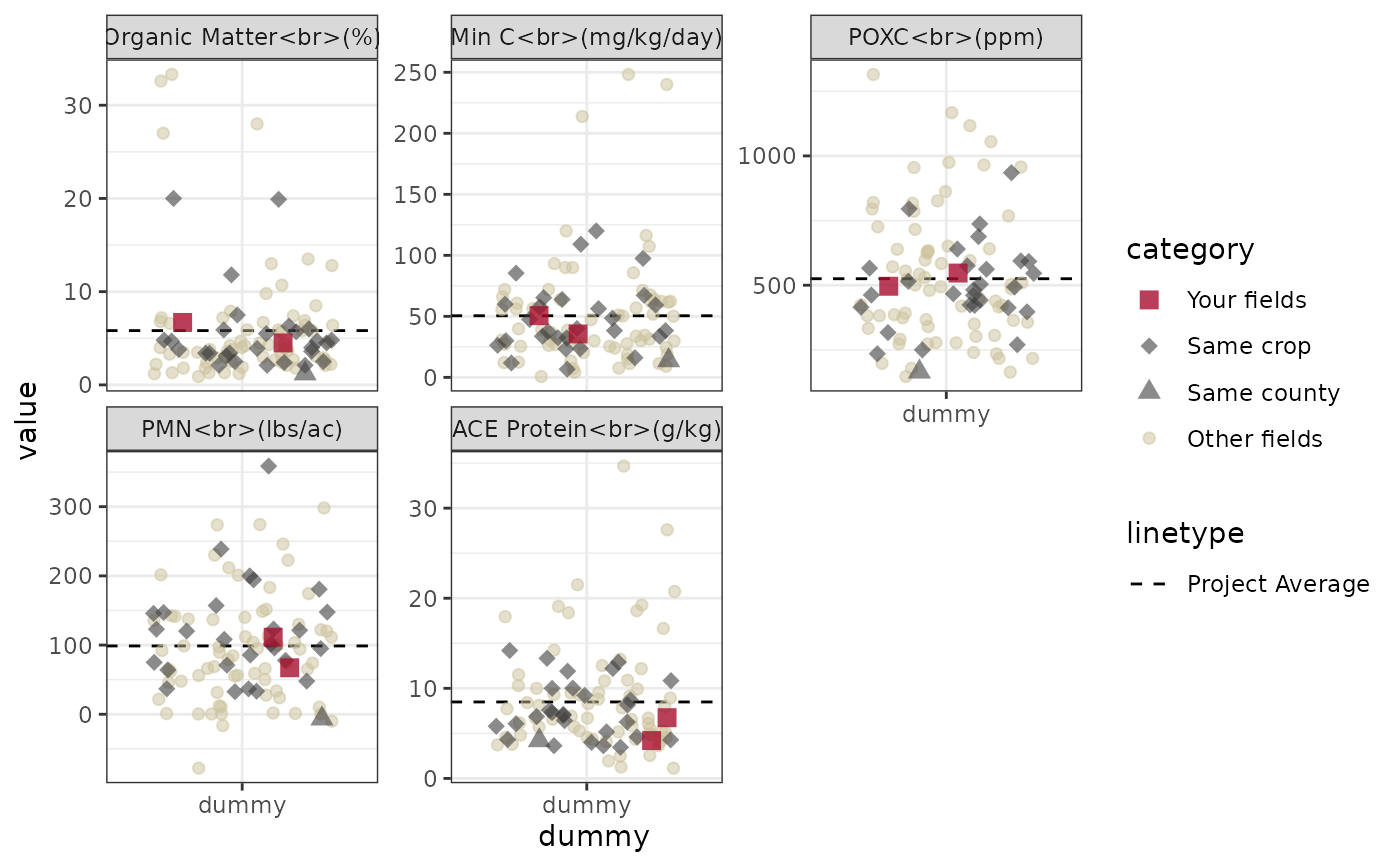 Organic Matter<br>(%)
Min C<br>(mg/kg/day)
POXC<br>(ppm)
30
20
10
0
250
200
150
100
50
0
1000
500
dummy
PMN<br>(lbs/ac)
ACE Protein<br>(g/kg)
300
200
100
0
30
20
10
0
dummy
dummy
dummy
value
category
Your fields
Same crop
Same county
Other fields
linetype
Project Average